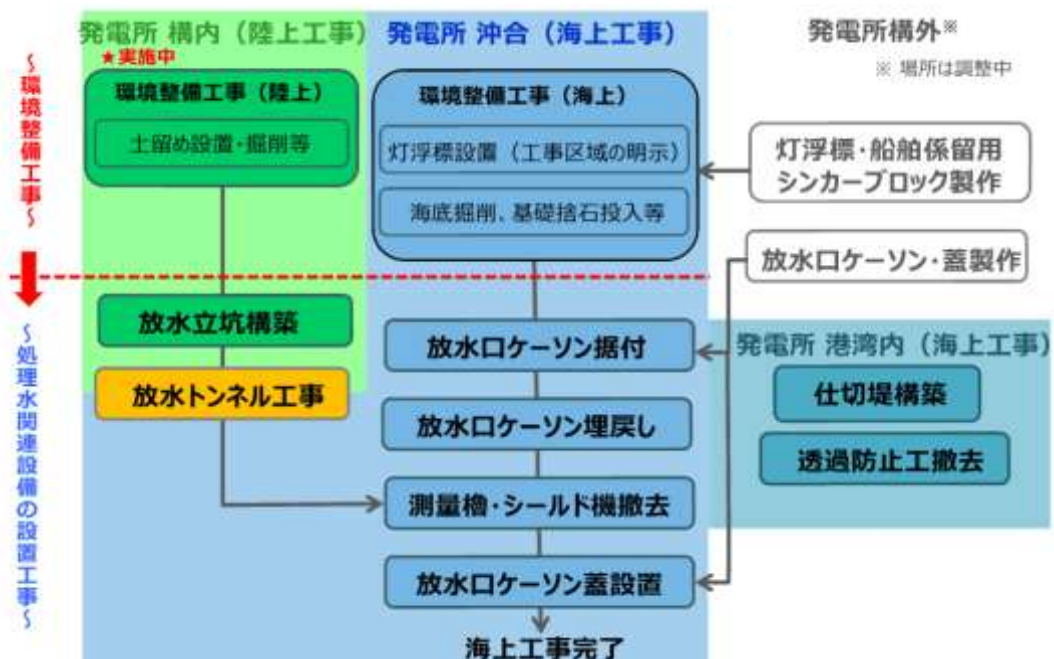 発電所 構内（陸上工事）
発電所 沖合（海上工事）
発電所構外※
※ 場所は調整中
★実施中
～環境整備工事～
環境整備工事（陸上）
土留め設置・掘削等
環境整備工事（海上）
灯浮標設置（工事区域の明示）
海底掘削、基礎捨石投入等
灯浮標・船舶係留用
シンカーブロック製作
放水口ケーソン・蓋製作
～処理水関連設備の設置工事～
放水立坑構築
放水トンネル工事
放水口ケーソン据付
放水口ケーソン埋戻し
測量櫓・シールド機撤去
放水口ケーソン蓋設置
海上工事完了
発電所 港湾内（海上工事）
仕切堤構築
透過防止工撤去